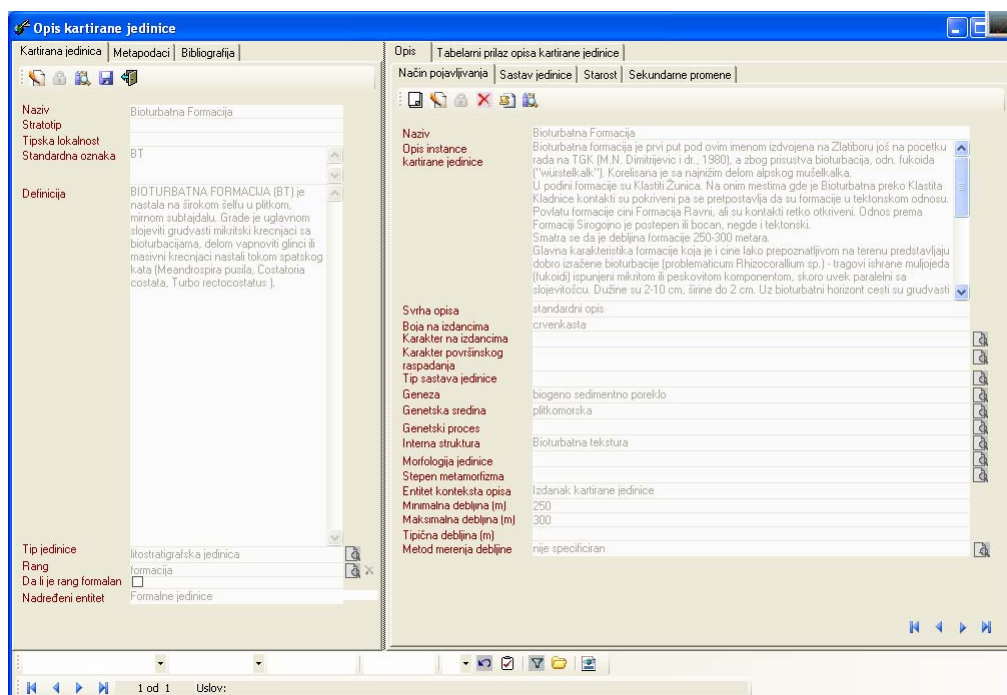 Opis kartirane jedinice
Kartirana jedinica Metapodaci Bibliografija
Naziv Bioturbatna Formacija
Stratotip
Tipska lokalnost
Standardna oznaka BT
Definicija BIOTURBATNA FORMACIJA (BT) je
nastala na širokom šelfu u plitkom,
mirnom subtajdalu. Grade je uglavnom
slojeviti grudvasti mikritski krecnjaci sa
bioturbacijama, delom vapnoviti glinci ili
masivni krecnjaci nastali tokom spatskog
kata (Meandrospira pusila, Costatoria
costata, Turbo rectocostatus ).
Tip jedinice litostratigrafska jedinica
Rang formacija
Da li je rang formalan
Nadređeni entitet Formalne jedinice
Opis Tabelarni prilaz opisa kartirane jedinice
Način pojavljivanja Sastav jedinice Starost Sekundarne promene
Naziv Bioturbatna Formacija
Opis instance
kartirane jedinice
Bioturbatna formacija je prvi put pod ovim imenom izdvojena na Zlatiboru još na pocetku
rada na TGK (M.N. Dimitrijevic i dr., 1980), a zbog prisustva bioturbacija, odn. fukoida
("würstelkalk"). Korelisana je sa najnižim delom alpskog mušelkalka.
U podini formacije su Klastiti Žunica. Na onim mestima gde je Bioturbatna preko Klastita
Kladnice kontakti su pokriveni pa se pretpostavlja da su formacije u tektonskom odnosu.
Povlatu formacije cini Formacija Ravni, ali su kontakti retko otkriveni. Odnos prema
Formaciji Sirogojno je postepen ili bocan, negde i tektonski.
Smatra se da je debljina formacije 250-300 metara.
Glavna karakteristika formacije koja je i cine lako prepoznatljivom na terenu predstavljaju
dobro izražene bioturbacije (problematicum Rhizocorallium sp.) - tragovi ishrane muljojeda
(fukoidi) ispunjeni mikritom ili peskovitom komponentom, skoro uvek paralelni sa
slojevitošcu. Dužine su 2-10 cm, širine do 2 cm. Uz bioturbatni horizont cesti su grudvasti
Svrha opisa standardni opis
Boja na izdancima crvenkasta
Karakter na izdancima
Karakter površinskog
raspadanja
Tip sastava jedinice
Geneza biogeno sedimentno poreklo
Genetska sredina plitkomorska
Genetski proces
Interna struktura Bioturbatna tekstura
Morfologija jedinice
Stepen metamorfizma
Entitet konteksta opisa Izdanak kartirane jedinice
Minimalna debljina (m) 250
Maksimalna debljina (m) 300
Tipična debljina (m)
Metod merenja debljine nije specificiran
1 od 1 Uslov: